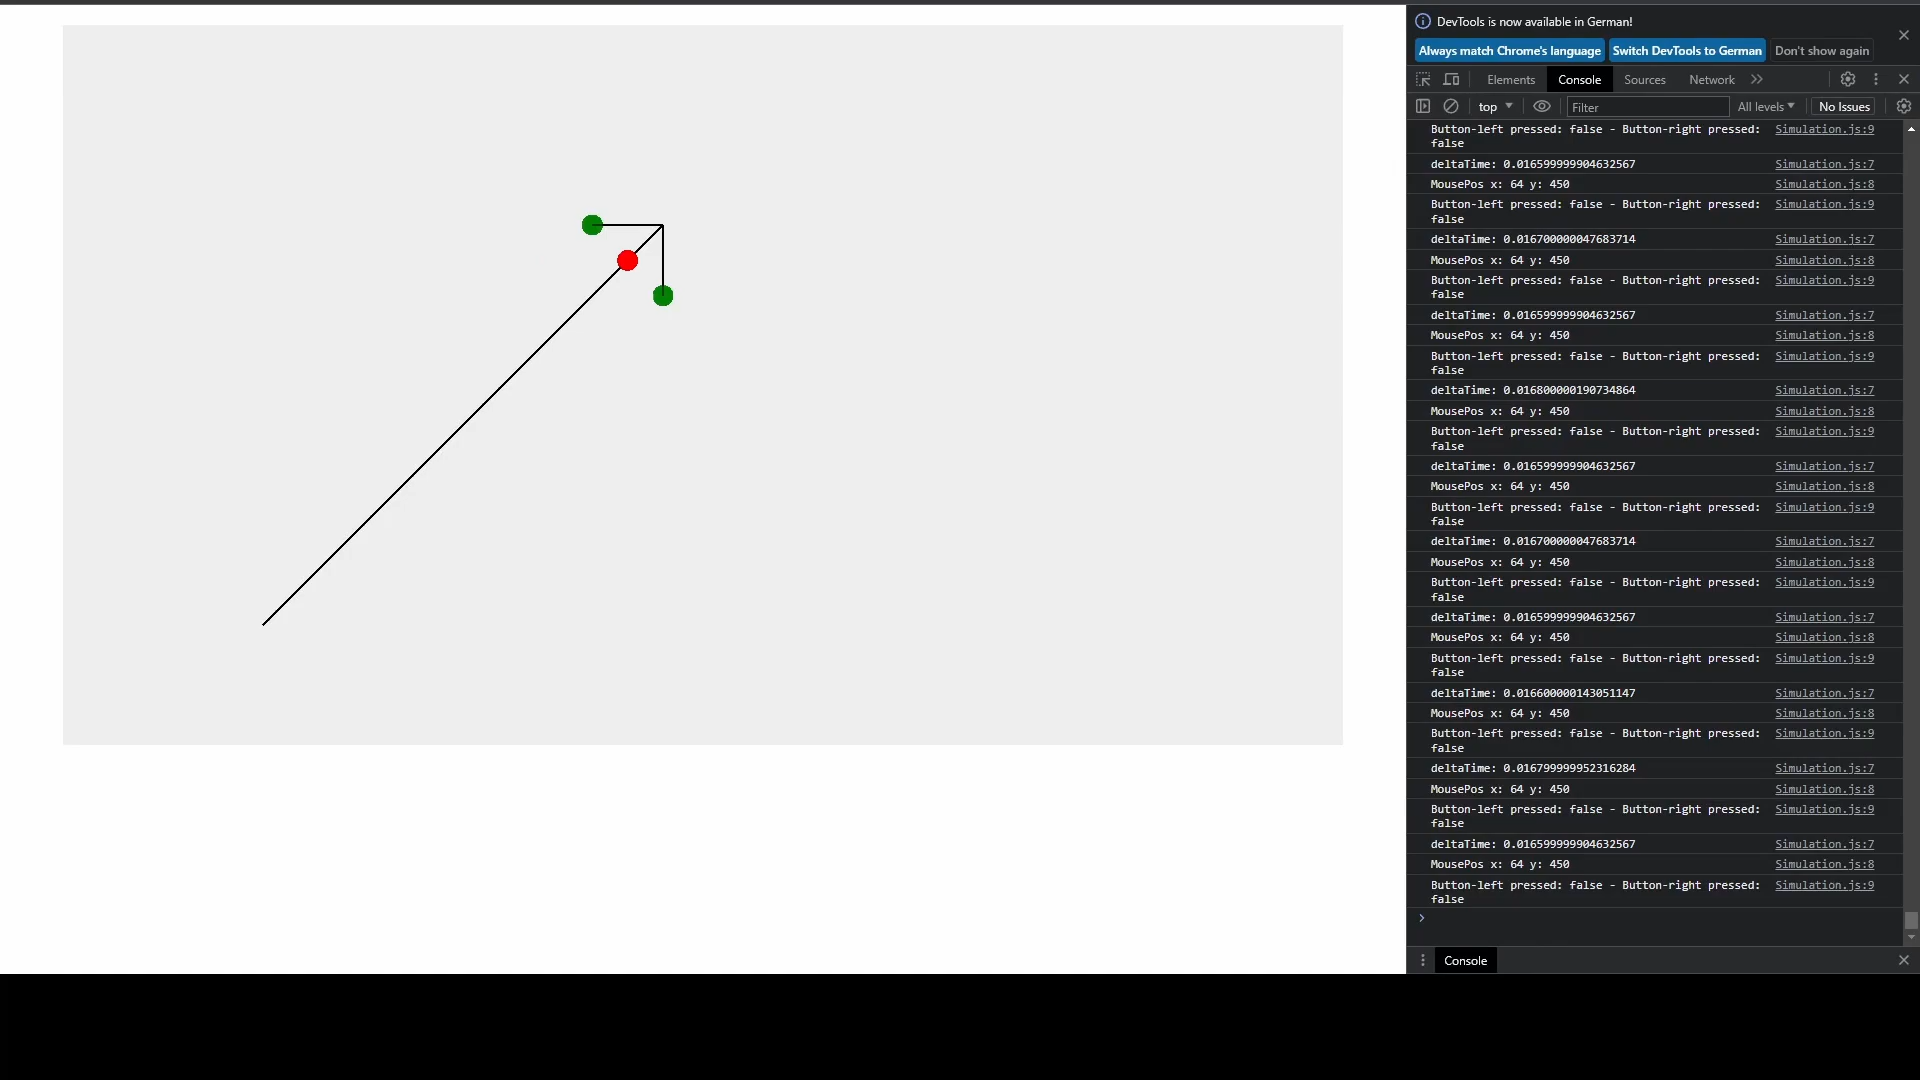 DevTools is now available in German!
Always match Chrome's language Switch DevTools to German Don't show again
Elements Console Sources Network
top Filter All levels No Issues
Button-left pressed: false - Button-right pressed: Simulation.js:9
false
deltaTime: 0.016599999904632567 Simulation.js:7
MousePos x: 64 y: 450 Simulation.js:8
Button-left pressed: false - Button-right pressed: Simulation.js:9
false
deltaTime: 0.016700000047683714 Simulation.js:7
MousePos x: 64 y: 450 Simulation.js:8
Button-left pressed: false - Button-right pressed: Simulation.js:9
false
deltaTime: 0.016599999904632567 Simulation.js:7
MousePos x: 64 y: 450 Simulation.js:8
Button-left pressed: false - Button-right pressed: Simulation.js:9
false
deltaTime: 0.016800000190734864 Simulation.js:7
MousePos x: 64 y: 450 Simulation.js:8
Button-left pressed: false - Button-right pressed: Simulation.js:9
false
deltaTime: 0.016599999904632567 Simulation.js:7
MousePos x: 64 y: 450 Simulation.js:8
Button-left pressed: false - Button-right pressed: Simulation.js:9
false
deltaTime: 0.016700000047683714 Simulation.js:7
MousePos x: 64 y: 450 Simulation.js:8
Button-left pressed: false - Button-right pressed: Simulation.js:9
false
deltaTime: 0.016599999904632567 Simulation.js:7
MousePos x: 64 y: 450 Simulation.js:8
Button-left pressed: false - Button-right pressed: Simulation.js:9
false
deltaTime: 0.016600000143051147 Simulation.js:7
MousePos x: 64 y: 450 Simulation.js:8
Button-left pressed: false - Button-right pressed: Simulation.js:9
false
deltaTime: 0.016799999952316284 Simulation.js:7
MousePos x: 64 y: 450 Simulation.js:8
Button-left pressed: false - Button-right pressed: Simulation.js:9
false
deltaTime: 0.016599999904632567 Simulation.js:7
MousePos x: 64 y: 450 Simulation.js:8
Button-left pressed: false - Button-right pressed: Simulation.js:9
false
Console